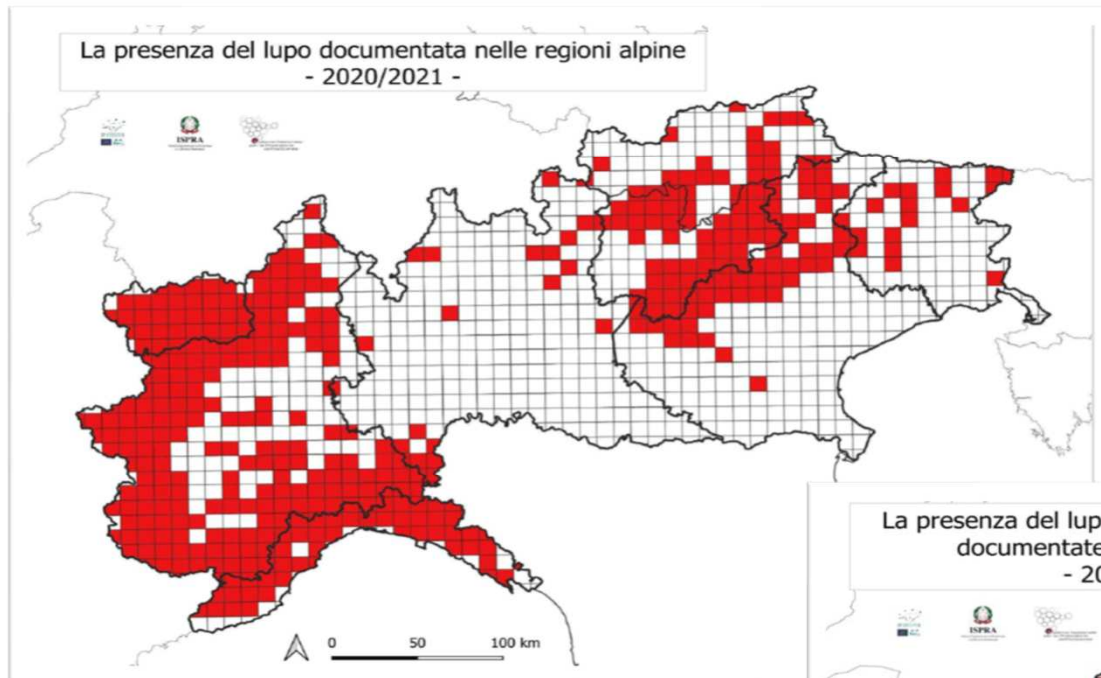 La presenza del lupo documentata nelle regioni alpine
- 2020/2021 -
ISPRA
0 50 100 km
La presenza del lup
documentate
- 20
ISPRA